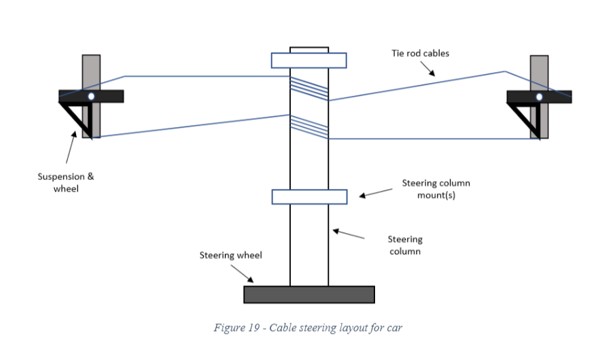 Tie rod cables
Suspension &
wheel
Steering column
mount(s)
Steering
column
Steering wheel
Figure 19 - Cable steering layout for car